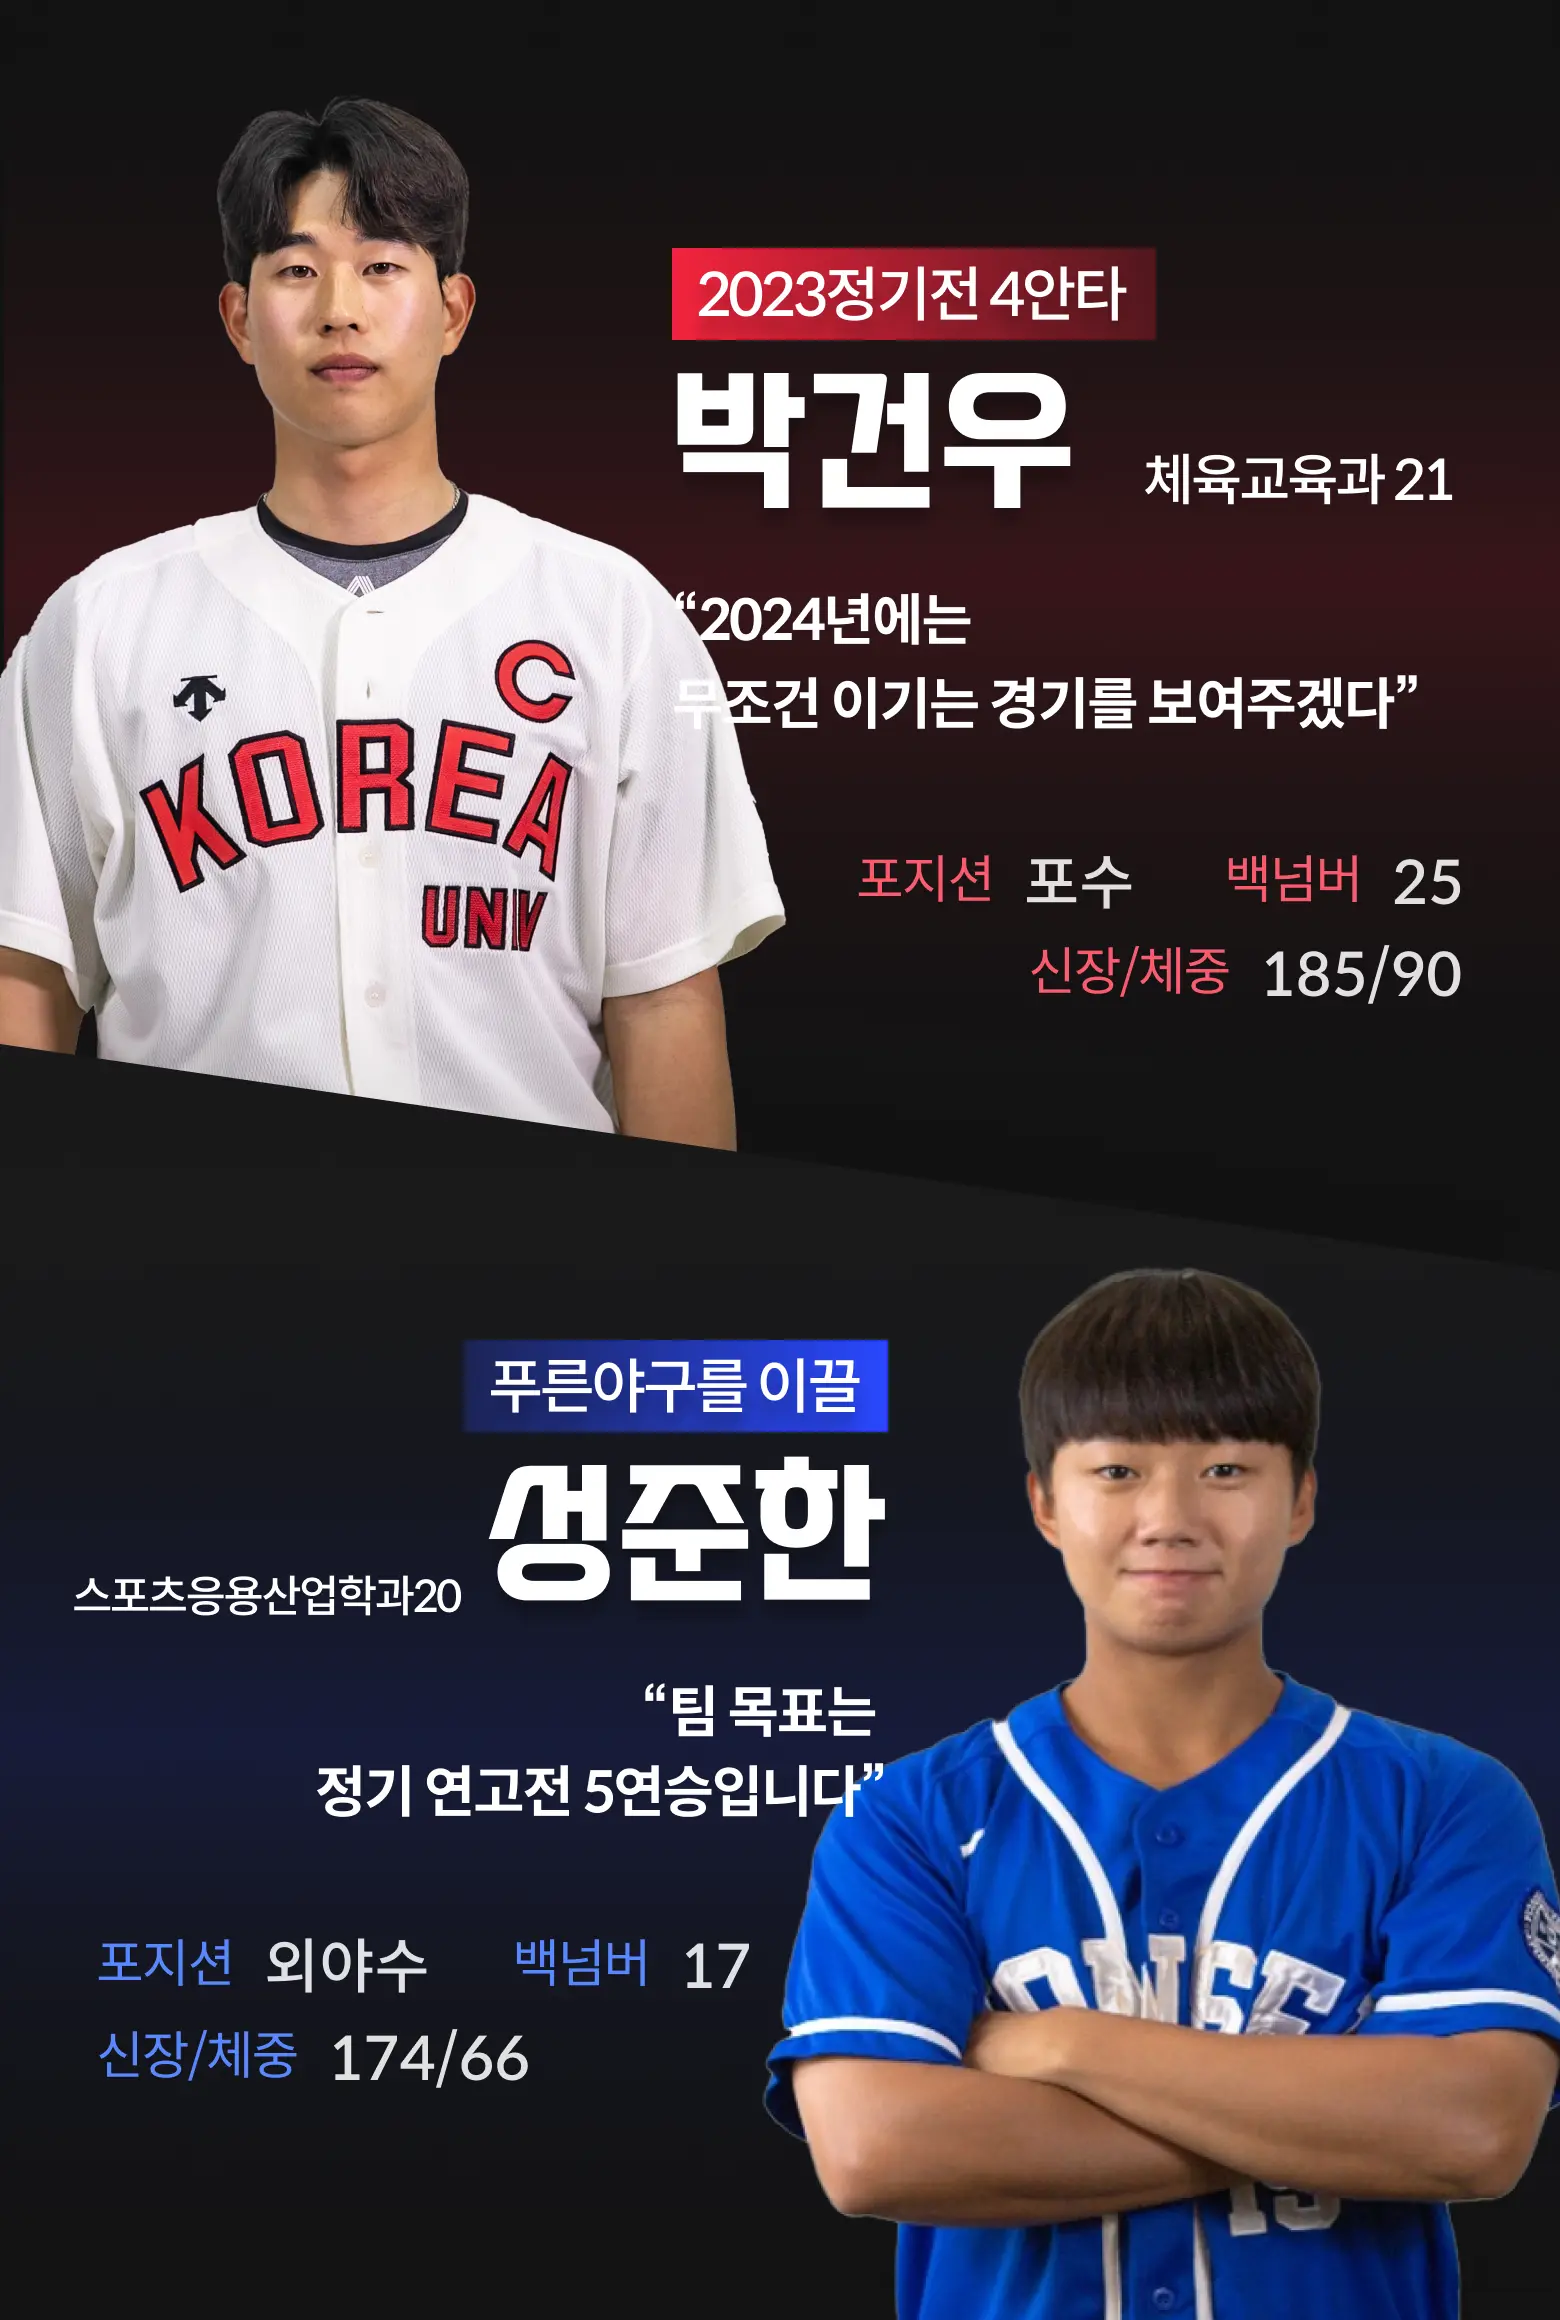 2023정기전 4안타
박건우 체육교육과 21
“2024년에는
무조건 이기는 경기를 보여주겠다”
C
KOREA
UNIV
포지션 포수 백넘버 25
신장/체중 185/90
푸른야구를 이끌
성준한
스포츠응용산업학과20
“팀 목표는
정기 연고전 5연승입니다”
포지션 외야수 백넘버 17
신장/체중 174/66